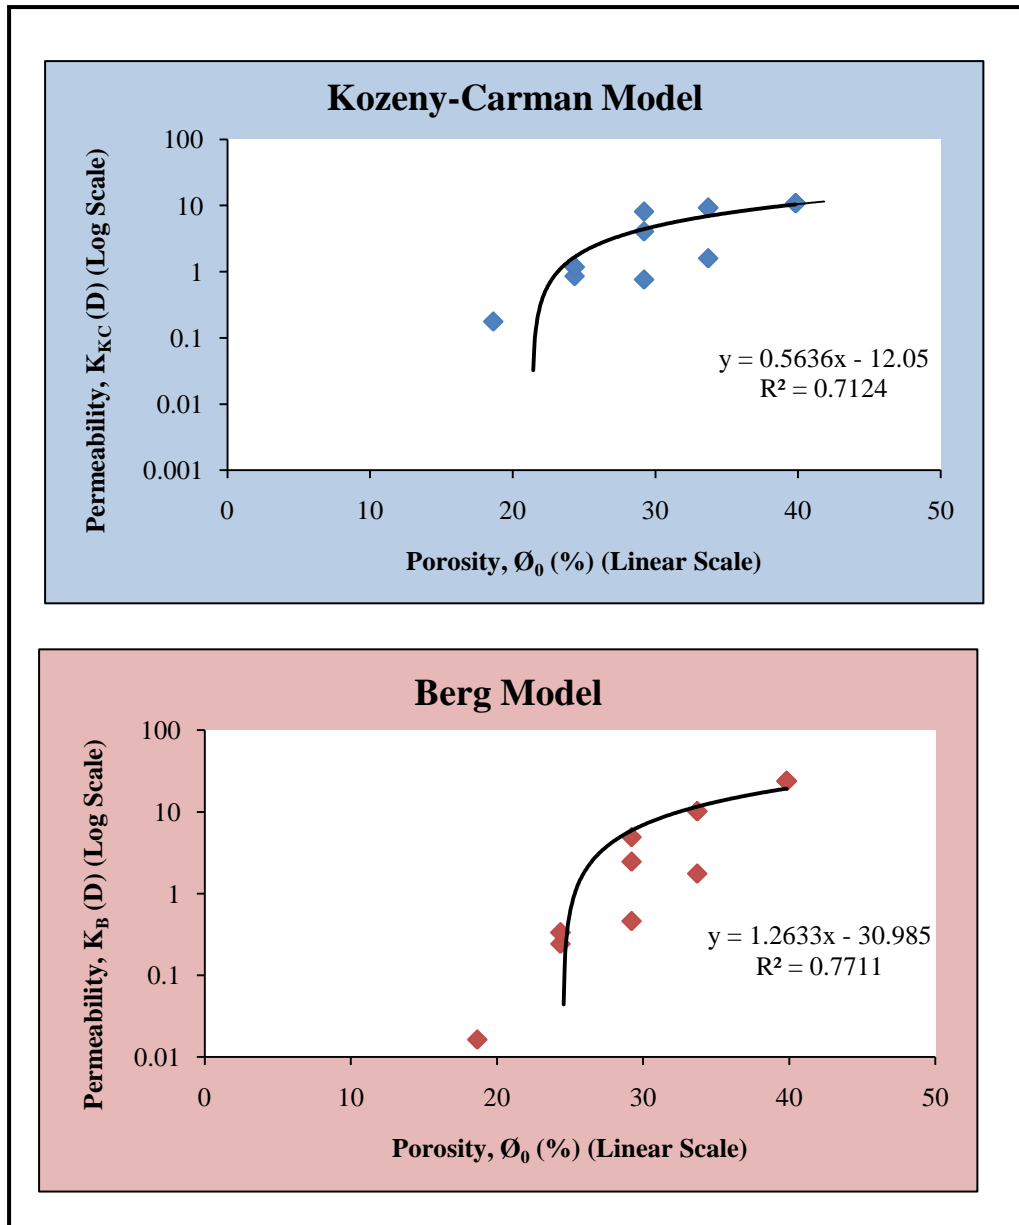 Kozeny-Carman Model
Permeability, K_KC (D) (Log Scale)
100
10
1
0.1
0.01
0.001
y = 0.5636x - 12.05
R² = 0.7124
0 10 20 30 40 50
Porosity, Ø₀ (%) (Linear Scale)
Berg Model
Permeability, K_B (D) (Log Scale)
100
10
1
0.1
0.01
y = 1.2633x - 30.985
R² = 0.7711
0 10 20 30 40 50
Porosity, Ø₀ (%) (Linear Scale)